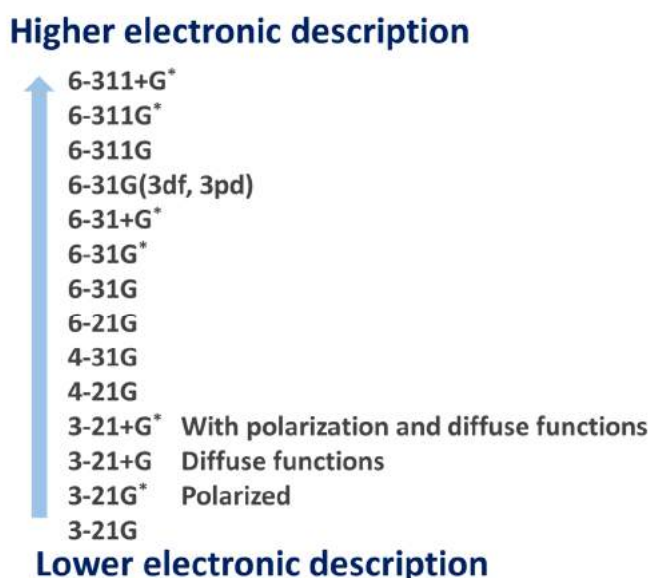 Higher electronic description
6-311+G*
6-311G*
6-311G
6-31G(3df, 3pd)
6-31+G*
6-31G*
6-31G
6-21G
4-31G
4-21G
3-21+G* With polarization and diffuse functions
3-21+G Diffuse functions
3-21G* Polarized
3-21G
Lower electronic description